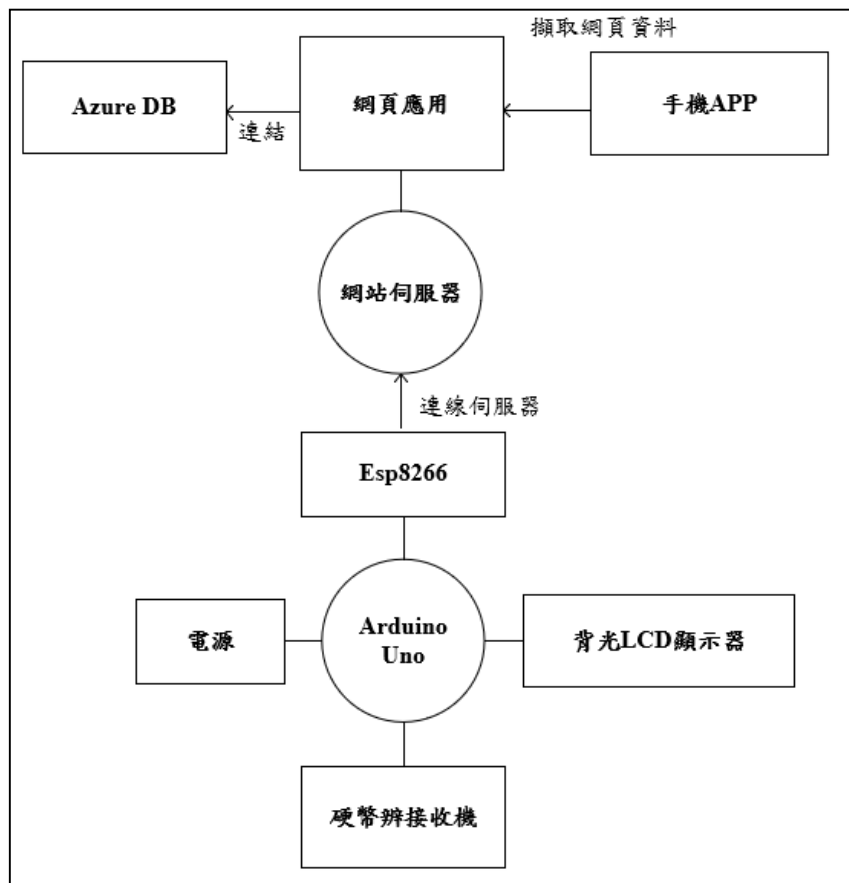 擷取網頁資料
Azure DB
網頁應用
手機APP
連結
網站伺服器
連線伺服器
Esp8266
電源
Arduino
Uno
背光LCD顯示器
硬幣辨接收機